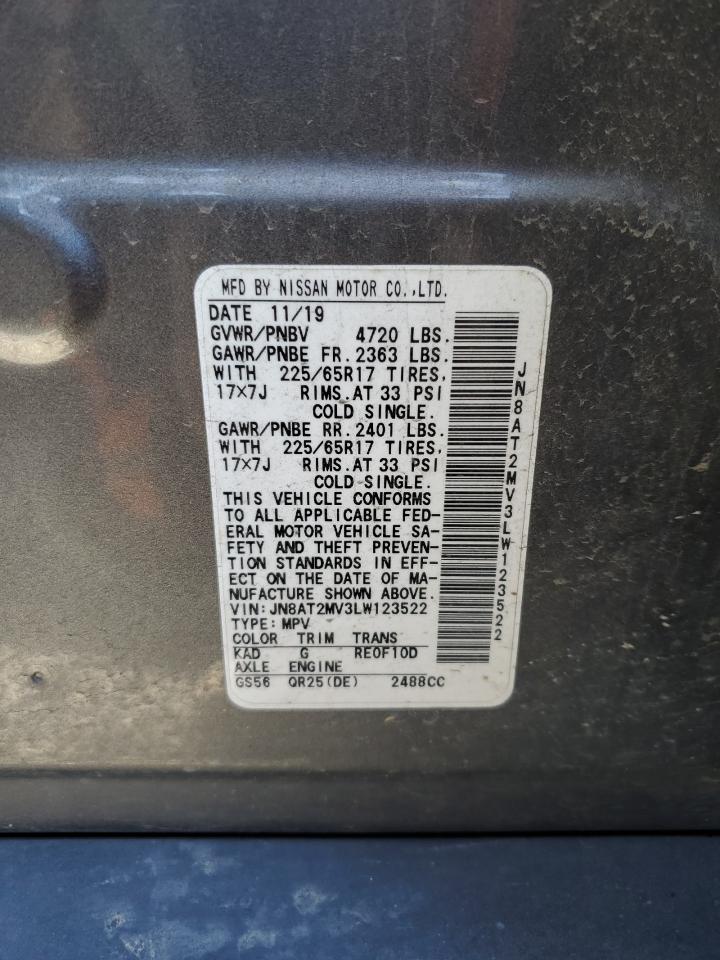 MFD BY NISSAN MOTOR CO.,LTD.
DATE 11/19
GVWR/PNBV 4720 LBS.
GAWR/PNBE FR. 2363 LBS.
WITH 225/65R17 TIRES,
17×7J RIMS. AT 33 PSI
COLD SINGLE.
GAWR/PNBE RR. 2401 LBS.
WITH 225/65R17 TIRES,
17×7J RIMS. AT 33 PSI
COLD SINGLE.
THIS VEHICLE CONFORMS
TO ALL APPLICABLE FED-
ERAL MOTOR VEHICLE SA-
FETY AND THEFT PREVEN-
TION STANDARDS IN EFF-
ECT ON THE DATE OF MA-
NUFACTURE SHOWN ABOVE.
VIN:JN8AT2MV3LW123522
TYPE: MPV
COLOR TRIM TRANS
KAD G RE0F10D
AXLE ENGINE
GS56 QR25(DE) 2488CC
JN8AT2MV3LW123522